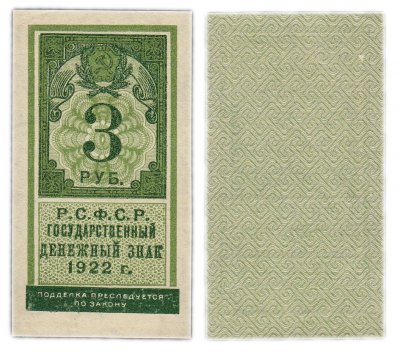 3
РУБ.
Р.С.Ф.С.Р.
ГОСУДАРСТВЕННЫЙ
ДЕНЕЖНЫЙ ЗНАК
1922 г.
ПОДДЕЛКА ПРЕСЛЕДУЕТСЯ
ПО ЗАКОНУ